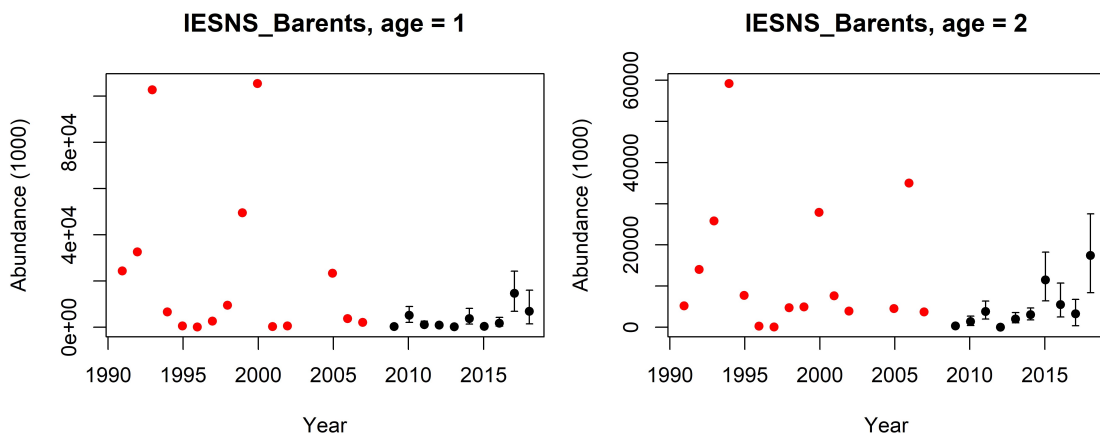 IESNS_Barents, age = 1
Abundance (1000)
8e+04
4e+04
0e+00
1990 1995 2000 2005 2010 2015
Year
IESNS_Barents, age = 2
Abundance (1000)
60000
40000
20000
0
1990 1995 2000 2005 2010 2015
Year